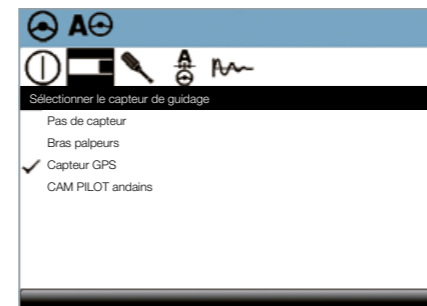 A
A
Sélectionner le capteur de guidage
Pas de capteur
Bras palpeurs
Capteur GPS
CAM PILOT andains